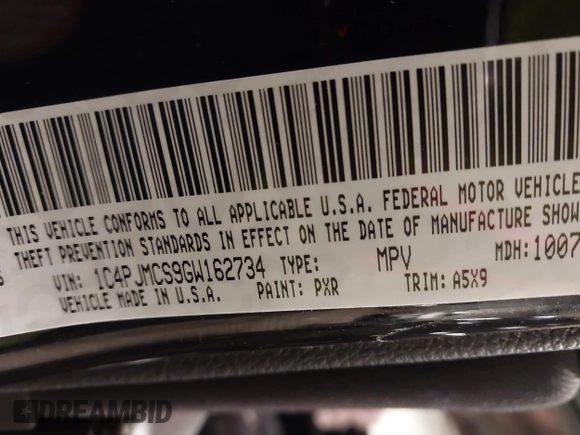 THIS VEHICLE CONFORMS TO ALL APPLICABLE U.S.A. FEDERAL MOTOR VEHICLE
THEFT PREVENTION STANDARDS IN EFFECT ON THE DATE OF MANUFACTURE SHOW
VIN: 1C4PJMCS9GW162734 TYPE: MPV MDH:1007
VEHICLE MADE IN U.S.A. PAINT: PXR TRIM: A5X9
DREAMBID